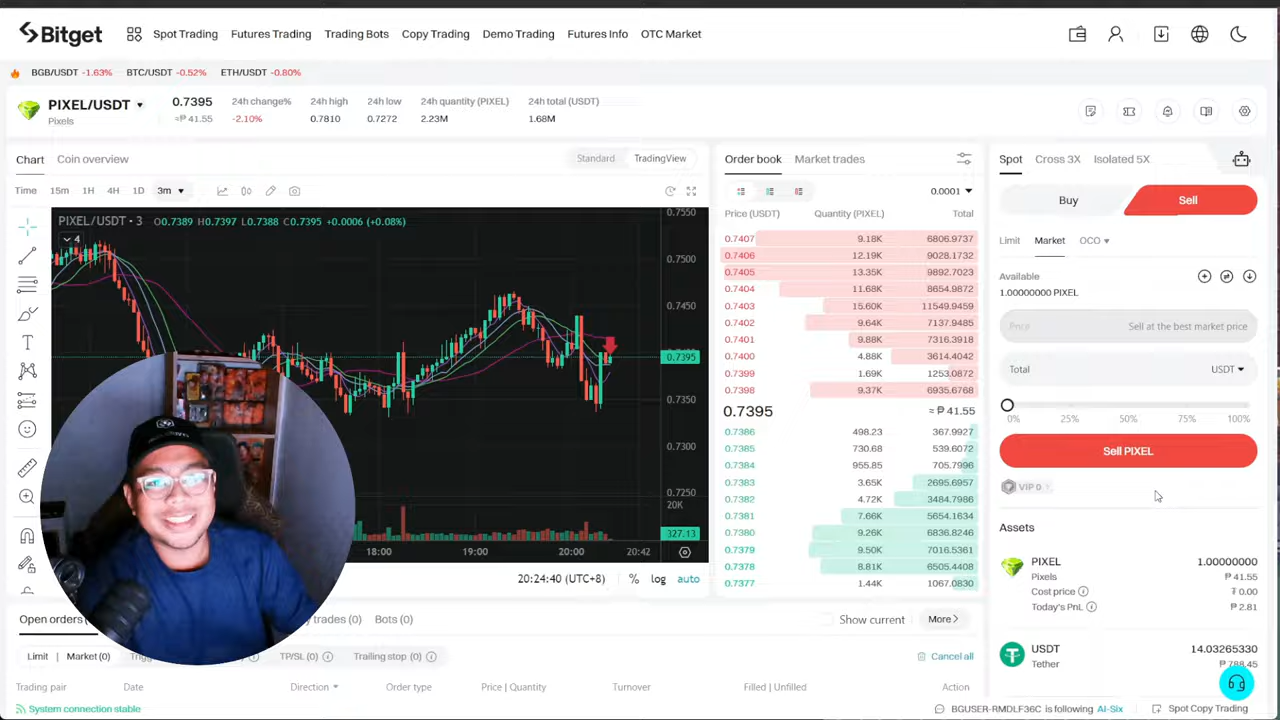 Bitget Spot Trading Futures Trading Trading Bots Copy Trading Demo Trading Futures Info OTC Market
BGB/USDT -1.63% BTC/USDT -0.52% ETH/USDT -0.80%
PIXEL/USDT 0.7395 24h change% 24h high 24h low 24h quantity (PIXEL) 24h total (USDT)
Pixels ≈₱ 41.55 -2.10% 0.7810 0.7272 2.23M 1.68M
Chart Coin overview Standard TradingView
Time 15m 1H 4H 1D 3m
PIXEL/USDT • 3 O0.7389 H0.7397 L0.7388 C0.7395 +0.0006 (+0.08%)
4
0.7550
0.7500
0.7450
0.7395
0.7350
0.7300
0.7250
20K
327.13
18:00 19:00 20:00 20:42
20:24:40 (UTC+8) % log auto
Order book Market trades
0.0001
Price (USDT) Quantity (PIXEL) Total
0.7407 9.18K 6806.9737
0.7406 12.19K 9028.1732
0.7405 13.35K 9892.7023
0.7404 11.68K 8654.9872
0.7403 15.60K 11549.9459
0.7402 9.64K 7137.9485
0.7401 9.88K 7316.3918
0.7400 4.88K 3614.4042
0.7399 1.69K 1253.0872
0.7398 9.37K 6935.6768
0.7395 ≈ ₱ 41.55
0.7386 498.23 367.9927
0.7385 730.68 539.6072
0.7384 955.85 705.7996
0.7383 3.65K 2695.6957
0.7382 4.72K 3484.7986
0.7381 7.66K 5654.1634
0.7380 9.26K 6836.8246
0.7379 9.50K 7016.5361
0.7378 8.81K 6505.4408
0.7377 1.44K 1067.0830
Spot Cross 3X Isolated 5X
Buy Sell
Limit Market OCO
Available
1.00000000 PIXEL
Price Sell at the best market price
Total USDT
0% 25% 50% 75% 100%
Sell PIXEL
VIP 0
Assets
PIXEL 1.00000000
Pixels ₱ 41.55
Cost price ₮ 0.00
Today's PnL ₱ 2.81
USDT 14.03265330
Tether ₱ 788.45
Open orders trades (0) Bots (0) Show current More
Limit | Market(0) TP/SL (0) Trailing stop (0) Cancel all
Trading pair Date Direction Order type Price | Quantity Turnover Filled | Unfilled Action
System connection stable BGUSER-RMDLF36C is following AI-Six Spot Copy Trading